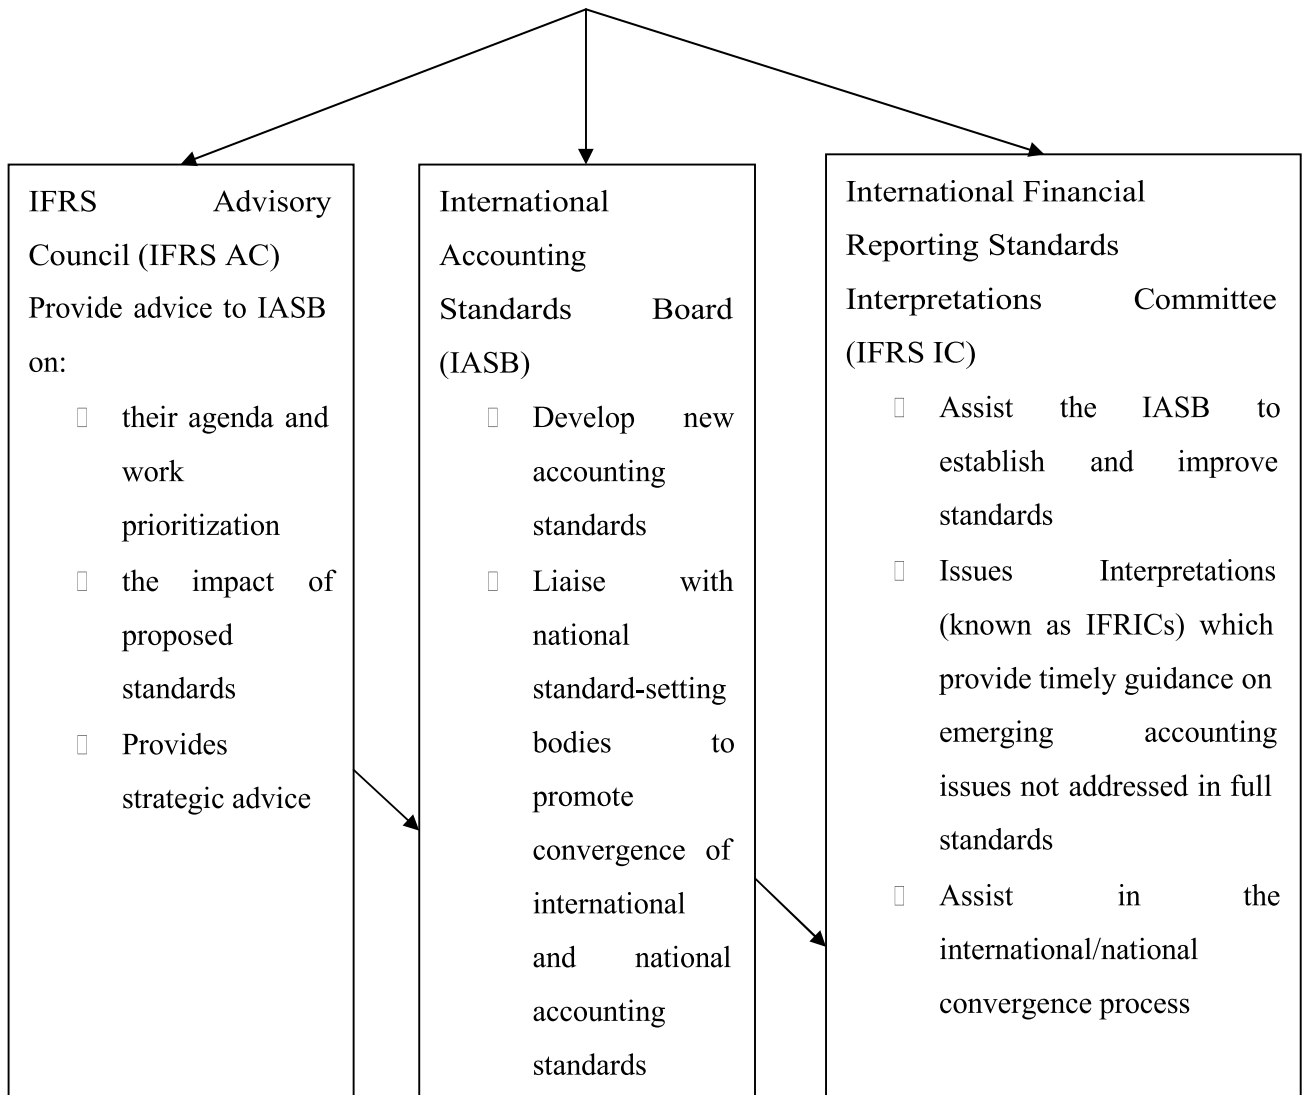 IFRS Advisory
Council (IFRS AC)
Provide advice to IASB
on:
their agenda and
work
prioritization
the impact of
proposed
standards
Provides
strategic advice
International
Accounting
Standards Board
(IASB)
Develop new
accounting
standards
Liaise with
national
standard-setting
bodies to
promote
convergence of
international
and national
accounting
standards
International Financial
Reporting Standards
Interpretations Committee
(IFRS IC)
Assist the IASB to
establish and improve
standards
Issues Interpretations
(known as IFRICs) which
provide timely guidance on
emerging accounting
issues not addressed in full
standards
Assist in the
international/national
convergence process